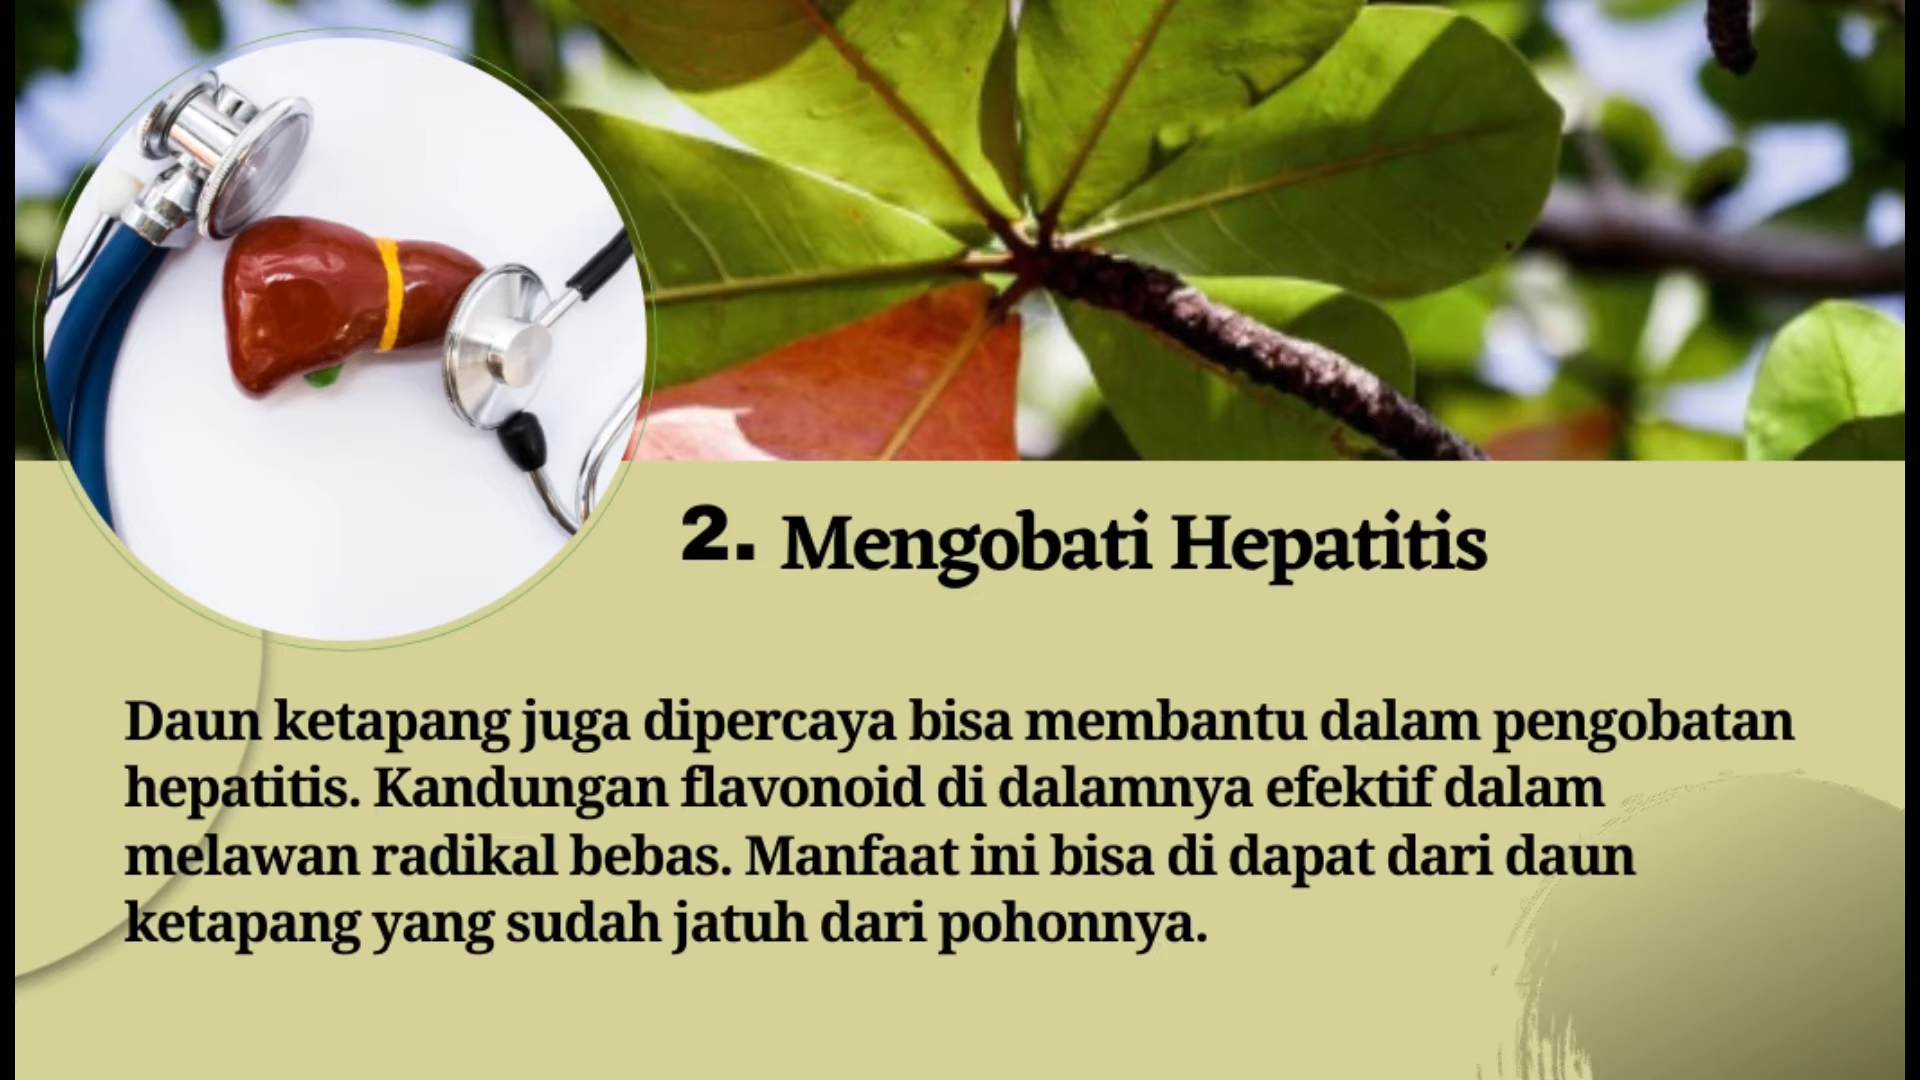 2. Mengobati Hepatitis
Daun ketapang juga dipercaya bisa membantu dalam pengobatan
hepatitis. Kandungan flavonoid di dalamnya efektif dalam
melawan radikal bebas. Manfaat ini bisa di dapat dari daun
ketapang yang sudah jatuh dari pohonnya.